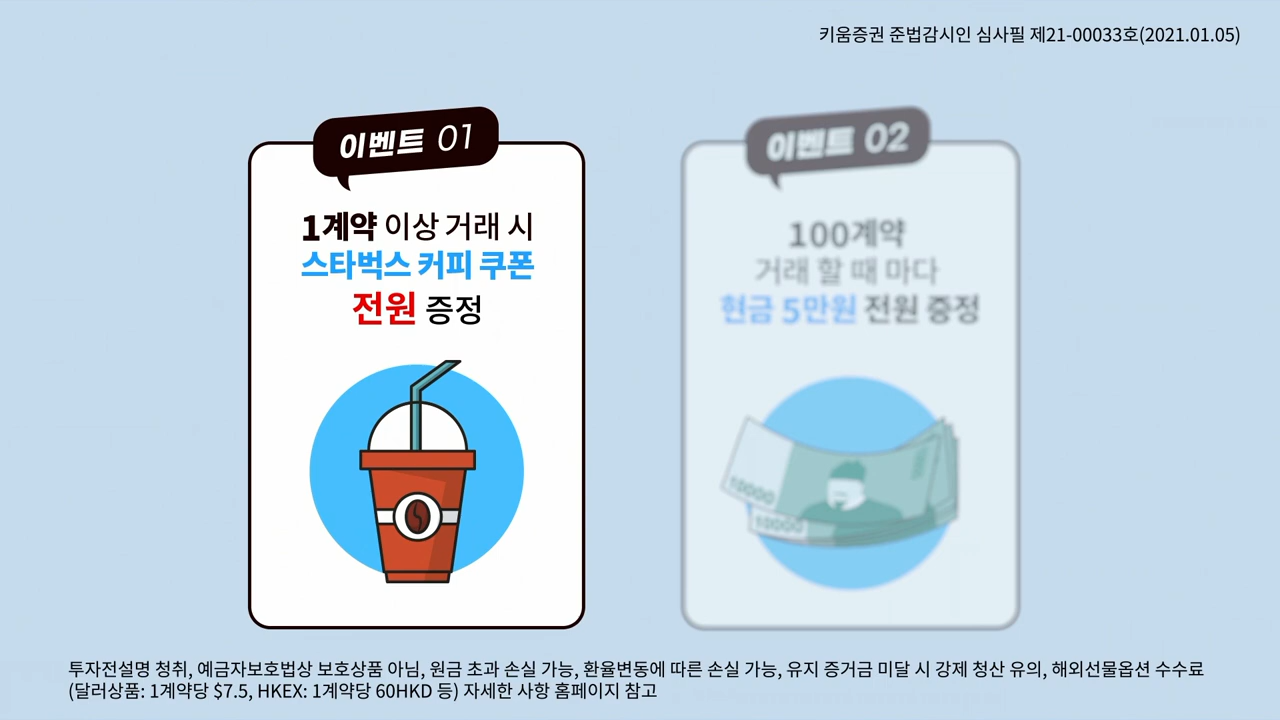 키움증권 준법감시인 심사필 제21-00033호(2021.01.05)
이벤트 01
1계약 이상 거래 시
스타벅스 커피 쿠폰
전원 증정
이벤트 02
100계약
거래 할 때 마다
현금 5만원 전원 증정
10000
10000
투자전설명 청취, 예금자보호법상 보호상품 아님, 원금 초과 손실 가능, 환율변동에 따른 손실 가능, 유지 증거금 미달 시 강제 청산 유의, 해외선물옵션 수수료
(달러상품: 1계약당 $7.5, HKEX: 1계약당 60HKD 등) 자세한 사항 홈페이지 참고